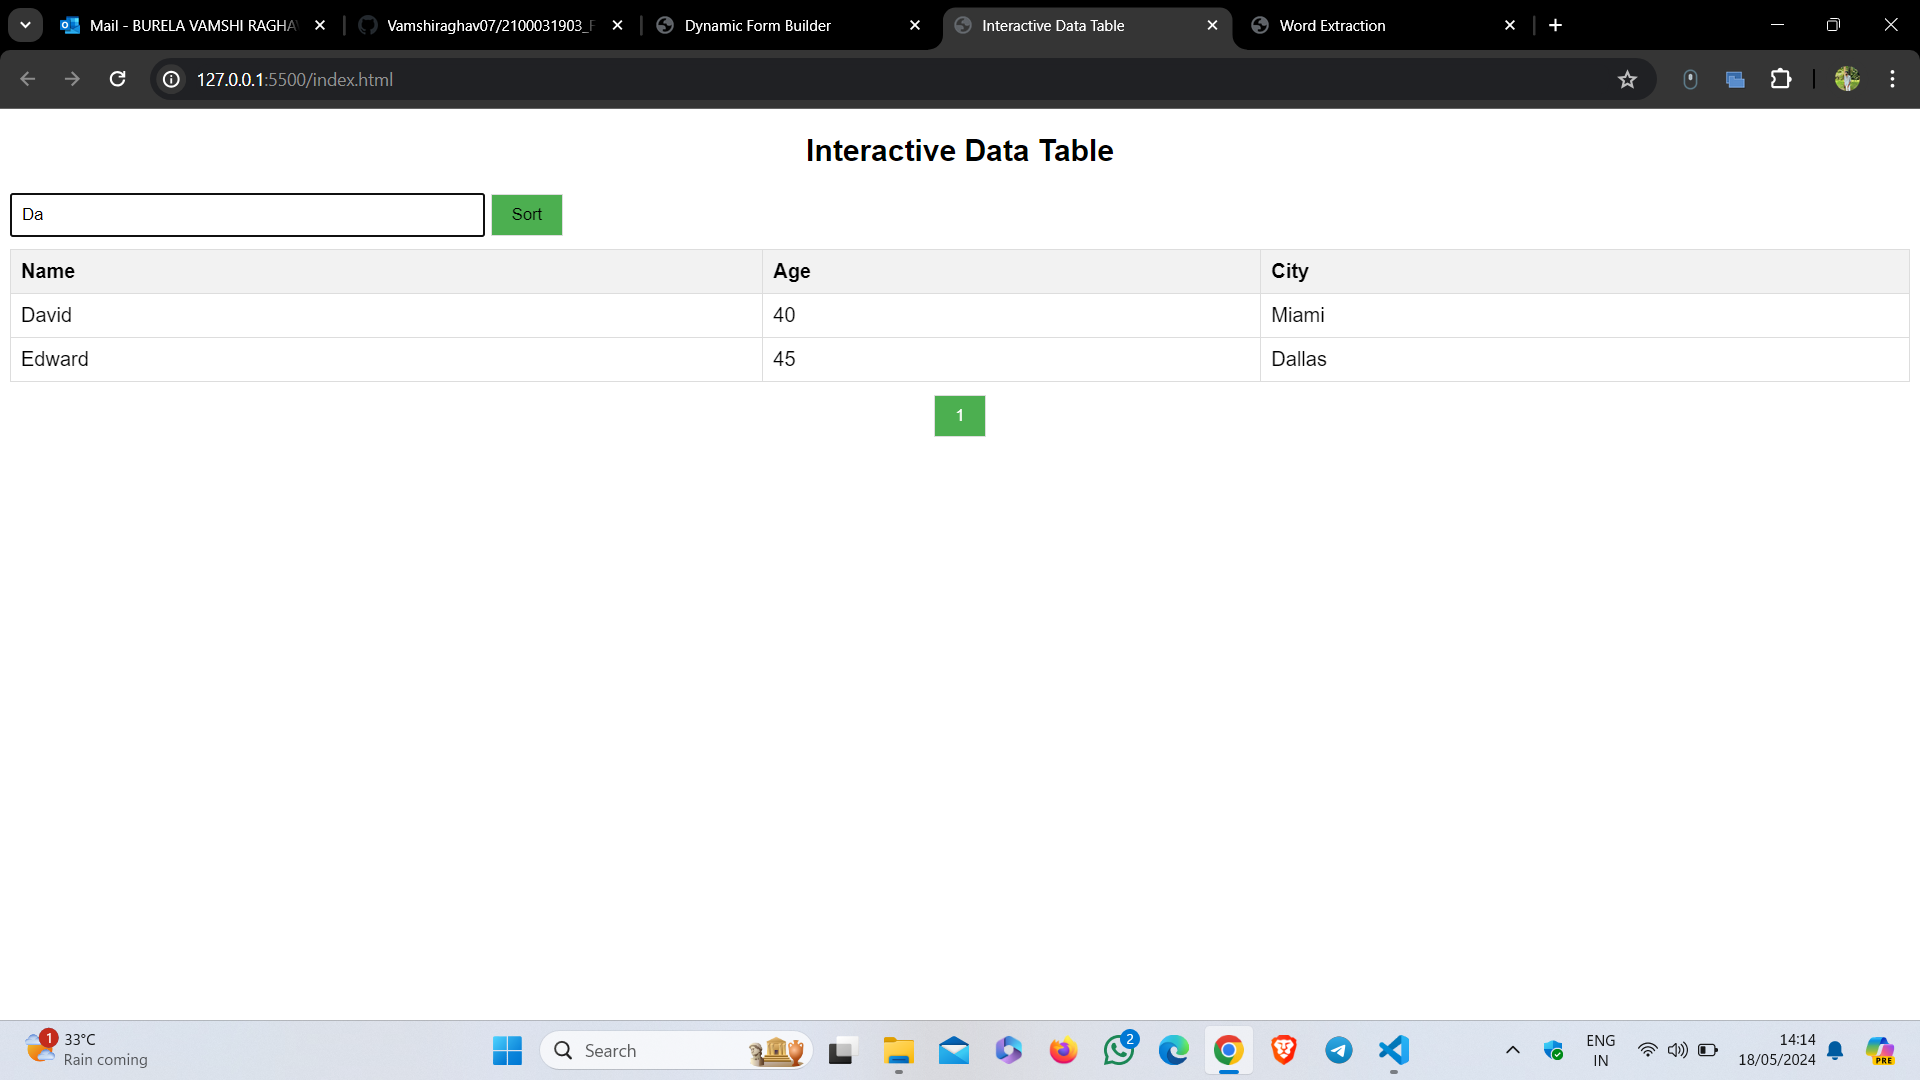 Mail - BURELA VAMSHI RAGHA
Vamshiraghav07/2100031903_F
Dynamic Form Builder
Interactive Data Table
Word Extraction
127.0.0.1:5500/index.html
Interactive Data Table
Da
Sort
Name Age City
David 40 Miami
Edward 45 Dallas
1
1
33°C
Rain coming
Search
2
ENG
IN
14:14
18/05/2024
PRE